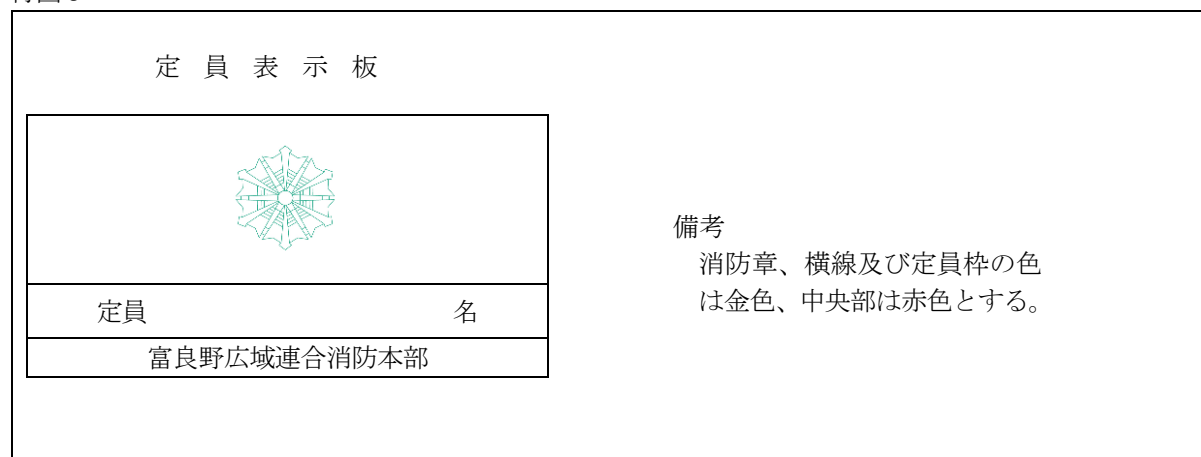 定員表示板
定員 名
富良野広域連合消防本部
備考
消防章、横線及び定員枠の色
は金色、中央部は赤色とする。